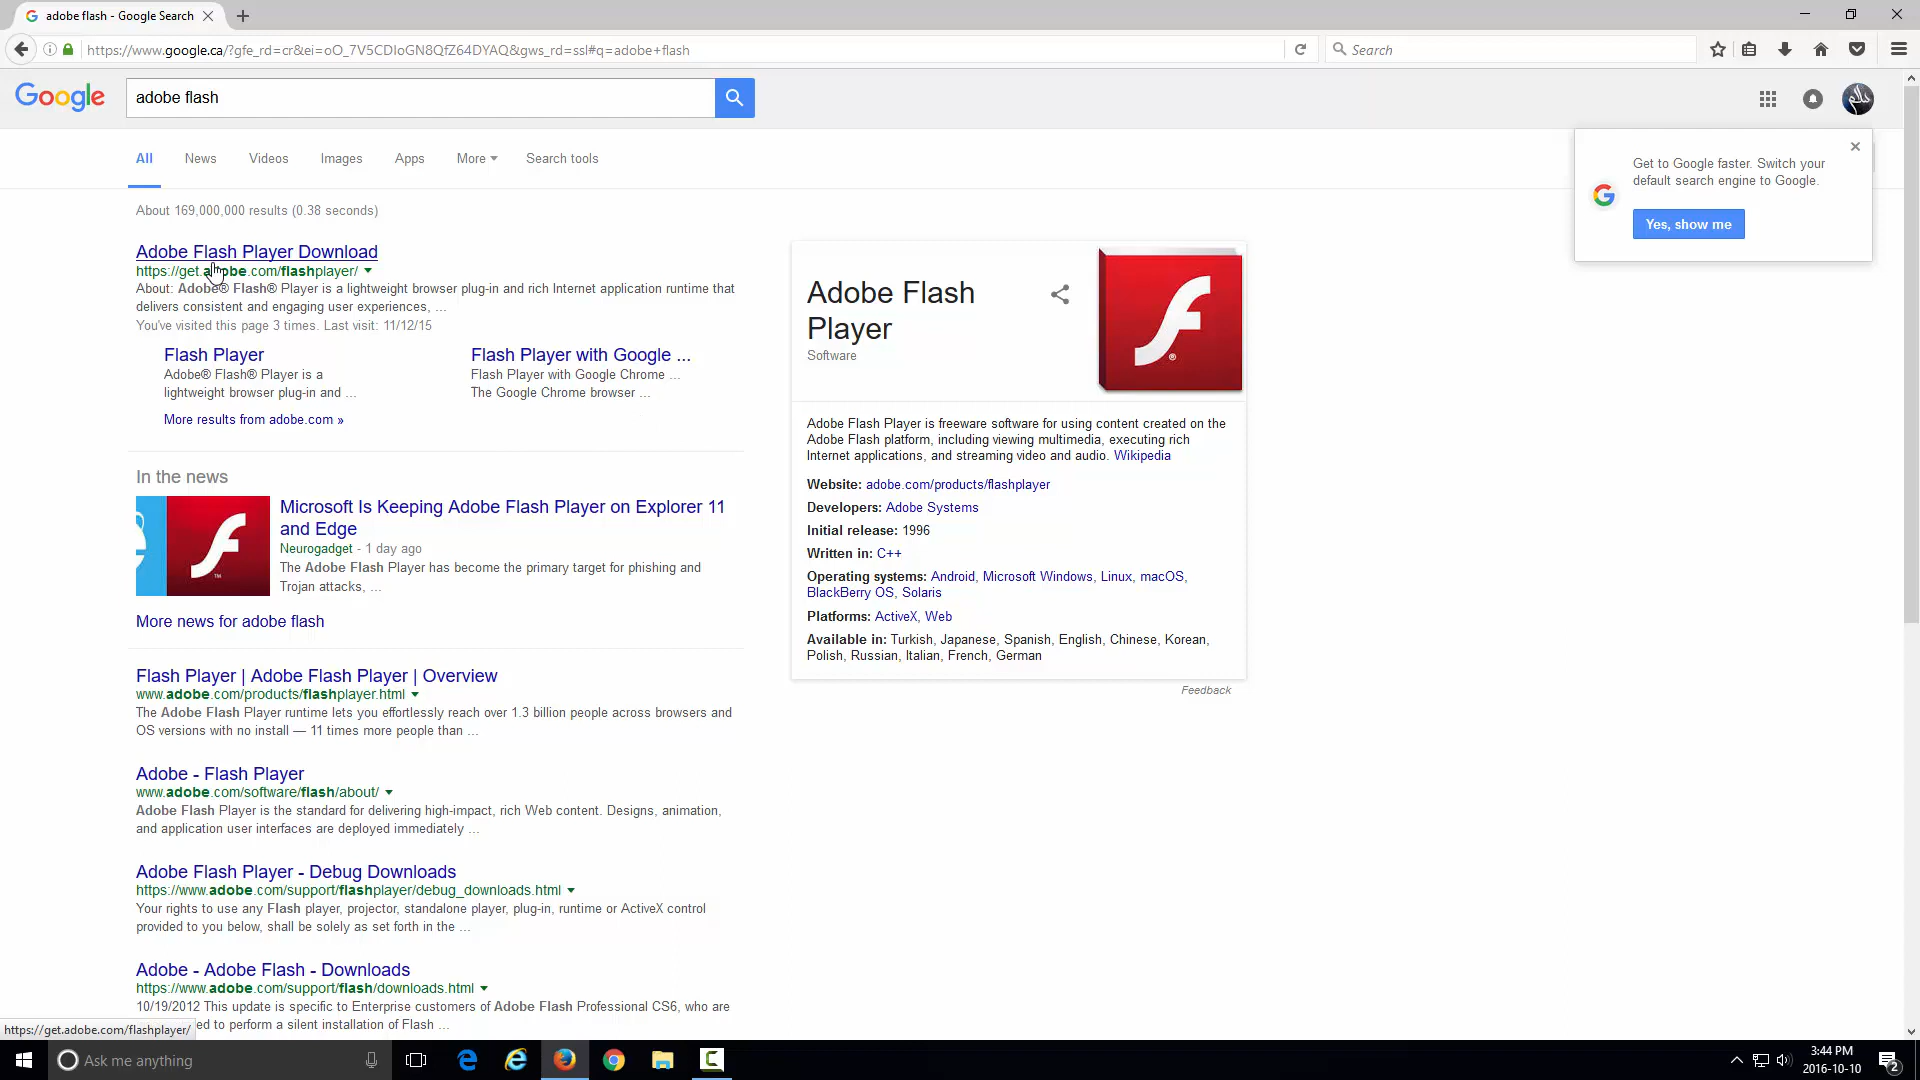 adobe flash - Google Search
https://www.google.ca/?gfe_rd=cr&ei=oO_7V5CDIoGN8QfZ64DYAQ&gws_rd=ssl#q=adobe+flash
Search
Google
adobe flash
All
News
Videos
Images
Apps
More
Search tools
Get to Google faster. Switch your
default search engine to Google.
Yes, show me
About 169,000,000 results (0.38 seconds)
Adobe Flash Player Download
https://get.adobe.com/flashplayer/
About: Adobe® Flash® Player is a lightweight browser plug-in and rich Internet application runtime that
delivers consistent and engaging user experiences, ...
You've visited this page 3 times. Last visit: 11/12/15
Flash Player
Adobe® Flash® Player is a
lightweight browser plug-in and ...
Flash Player with Google ...
Flash Player with Google Chrome ...
The Google Chrome browser ...
More results from adobe.com »
In the news
Microsoft Is Keeping Adobe Flash Player on Explorer 11
and Edge
Neurogadget - 1 day ago
The Adobe Flash Player has become the primary target for phishing and
Trojan attacks, ...
More news for adobe flash
Flash Player | Adobe Flash Player | Overview
www.adobe.com/products/flashplayer.html
The Adobe Flash Player runtime lets you effortlessly reach over 1.3 billion people across browsers and
OS versions with no install — 11 times more people than ...
Adobe - Flash Player
www.adobe.com/software/flash/about/
Adobe Flash Player is the standard for delivering high-impact, rich Web content. Designs, animation,
and application user interfaces are deployed immediately ...
Adobe Flash Player - Debug Downloads
https://www.adobe.com/support/flashplayer/debug_downloads.html
Your rights to use any Flash player, projector, standalone player, plug-in, runtime or ActiveX control
provided to you below, shall be solely as set forth in the ...
Adobe - Adobe Flash - Downloads
https://www.adobe.com/support/flash/downloads.html
10/19/2012 This update is specific to Enterprise customers of Adobe Flash Professional CS6, who are
ed to perform a silent installation of Flash ...
Adobe Flash
Player
Software
Adobe Flash Player is freeware software for using content created on the
Adobe Flash platform, including viewing multimedia, executing rich
Internet applications, and streaming video and audio. Wikipedia
Website: adobe.com/products/flashplayer
Developers: Adobe Systems
Initial release: 1996
Written in: C++
Operating systems: Android, Microsoft Windows, Linux, macOS,
BlackBerry OS, Solaris
Platforms: ActiveX, Web
Available in: Turkish, Japanese, Spanish, English, Chinese, Korean,
Polish, Russian, Italian, French, German
Feedback
https://get.adobe.com/flashplayer/
Ask me anything
3:44 PM
2016-10-10
2